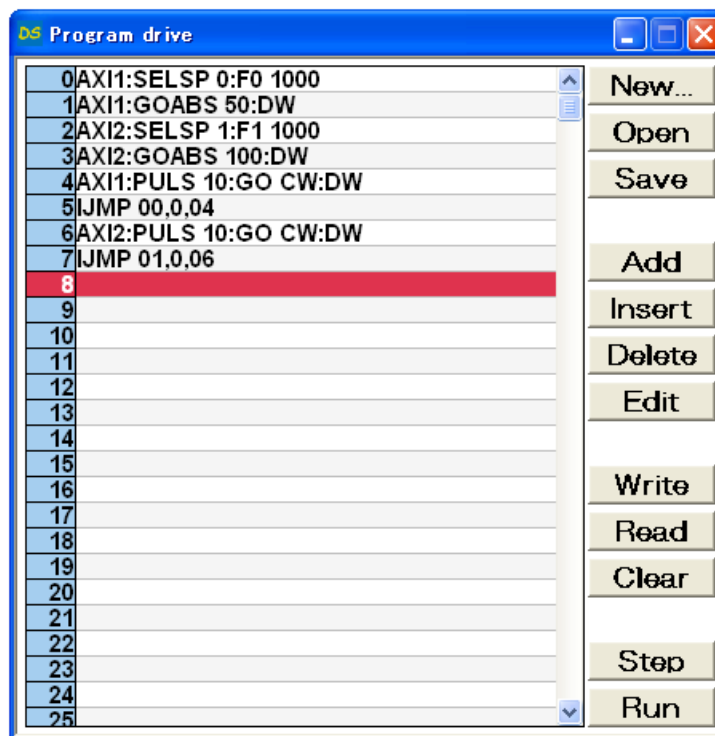 DS Program drive
0 AXI1:SELSP 0:F0 1000
1 AXI1:GOABS 50:DW
2 AXI2:SELSP 1:F1 1000
3 AXI2:GOABS 100:DW
4 AXI1:PULS 10:GO CW:DW
5 IJMP 00,0,04
6 AXI2:PULS 10:GO CW:DW
7 IJMP 01,0,06
8
9
10
11
12
13
14
15
16
17
18
19
20
21
22
23
24
25
New...
Open
Save
Add
Insert
Delete
Edit
Write
Read
Clear
Step
Run